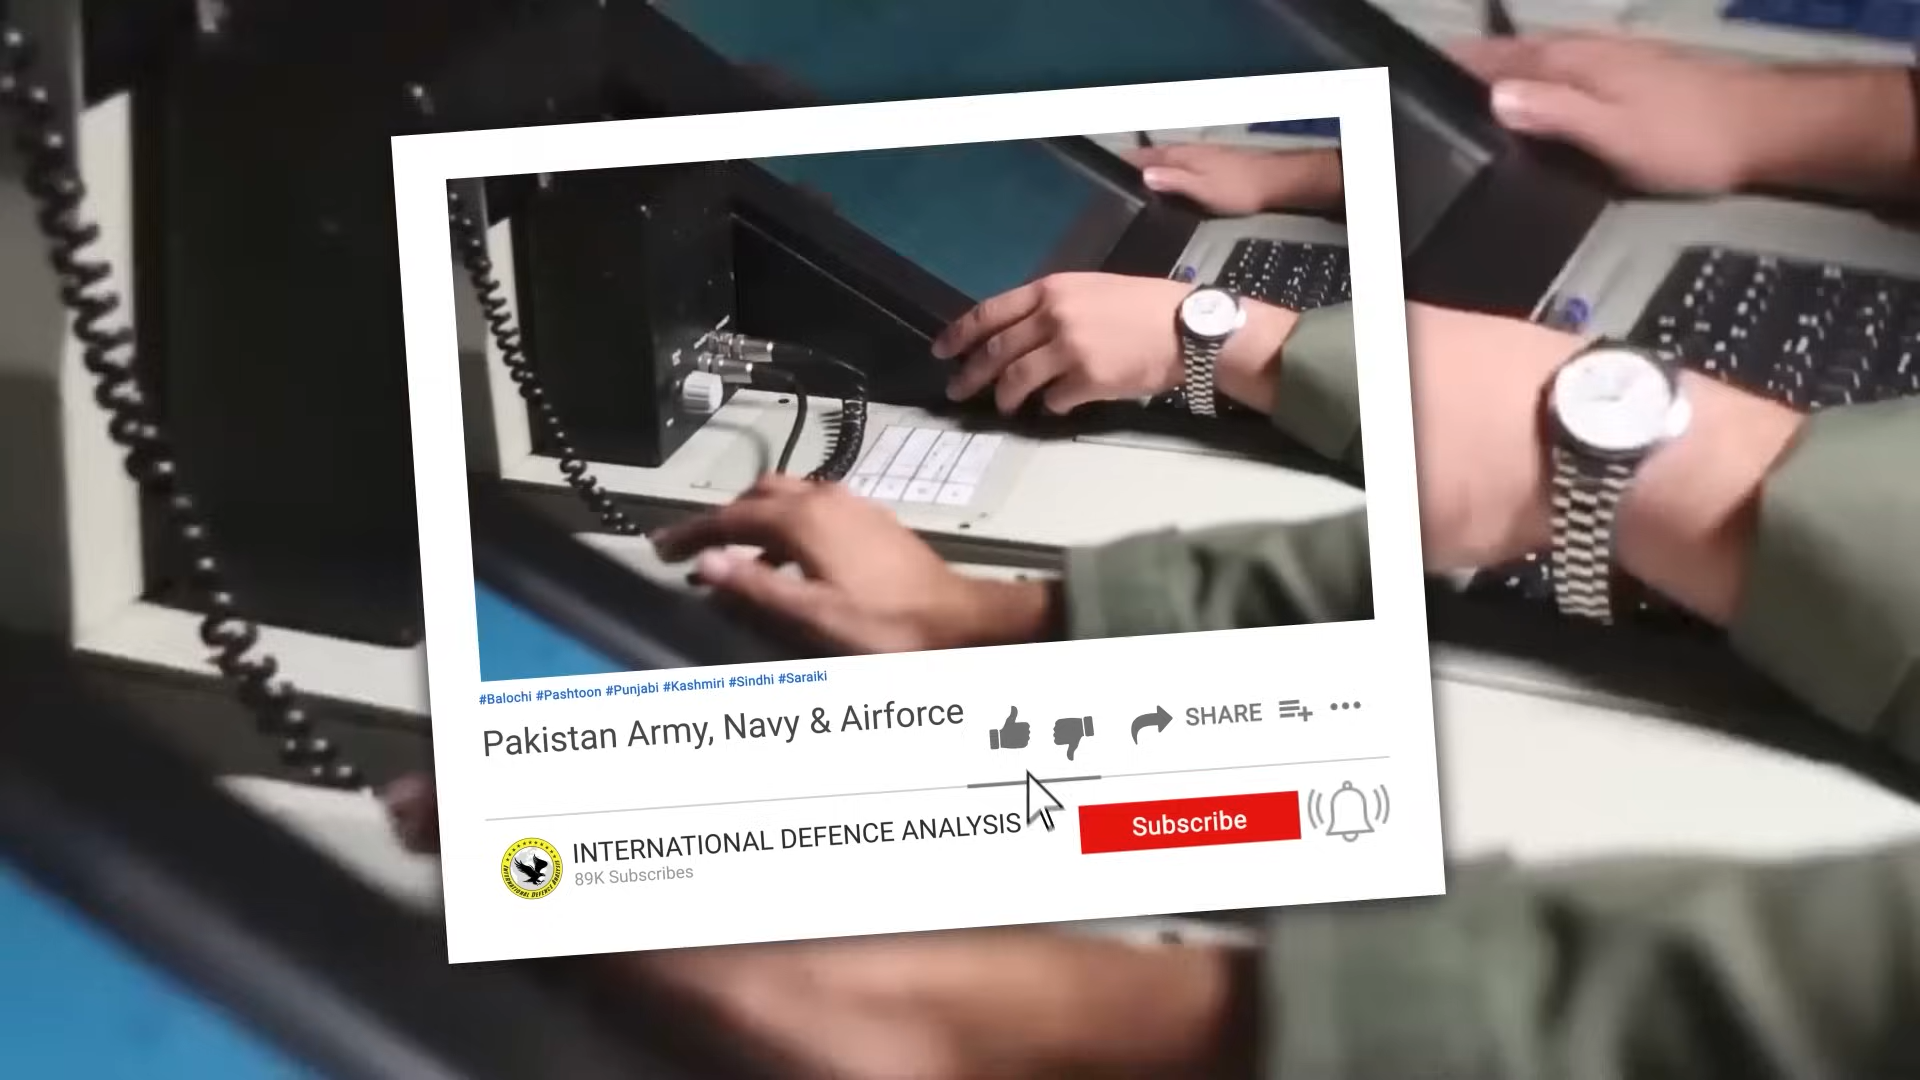 #Balochi #Pashtoon #Punjabi #Kashmiri #Sindhi #Saraiki
Pakistan Army, Navy & Airforce
SHARE
INTERNATIONAL DEFENCE ANALYSIS
89K Subscribes
Subscribe